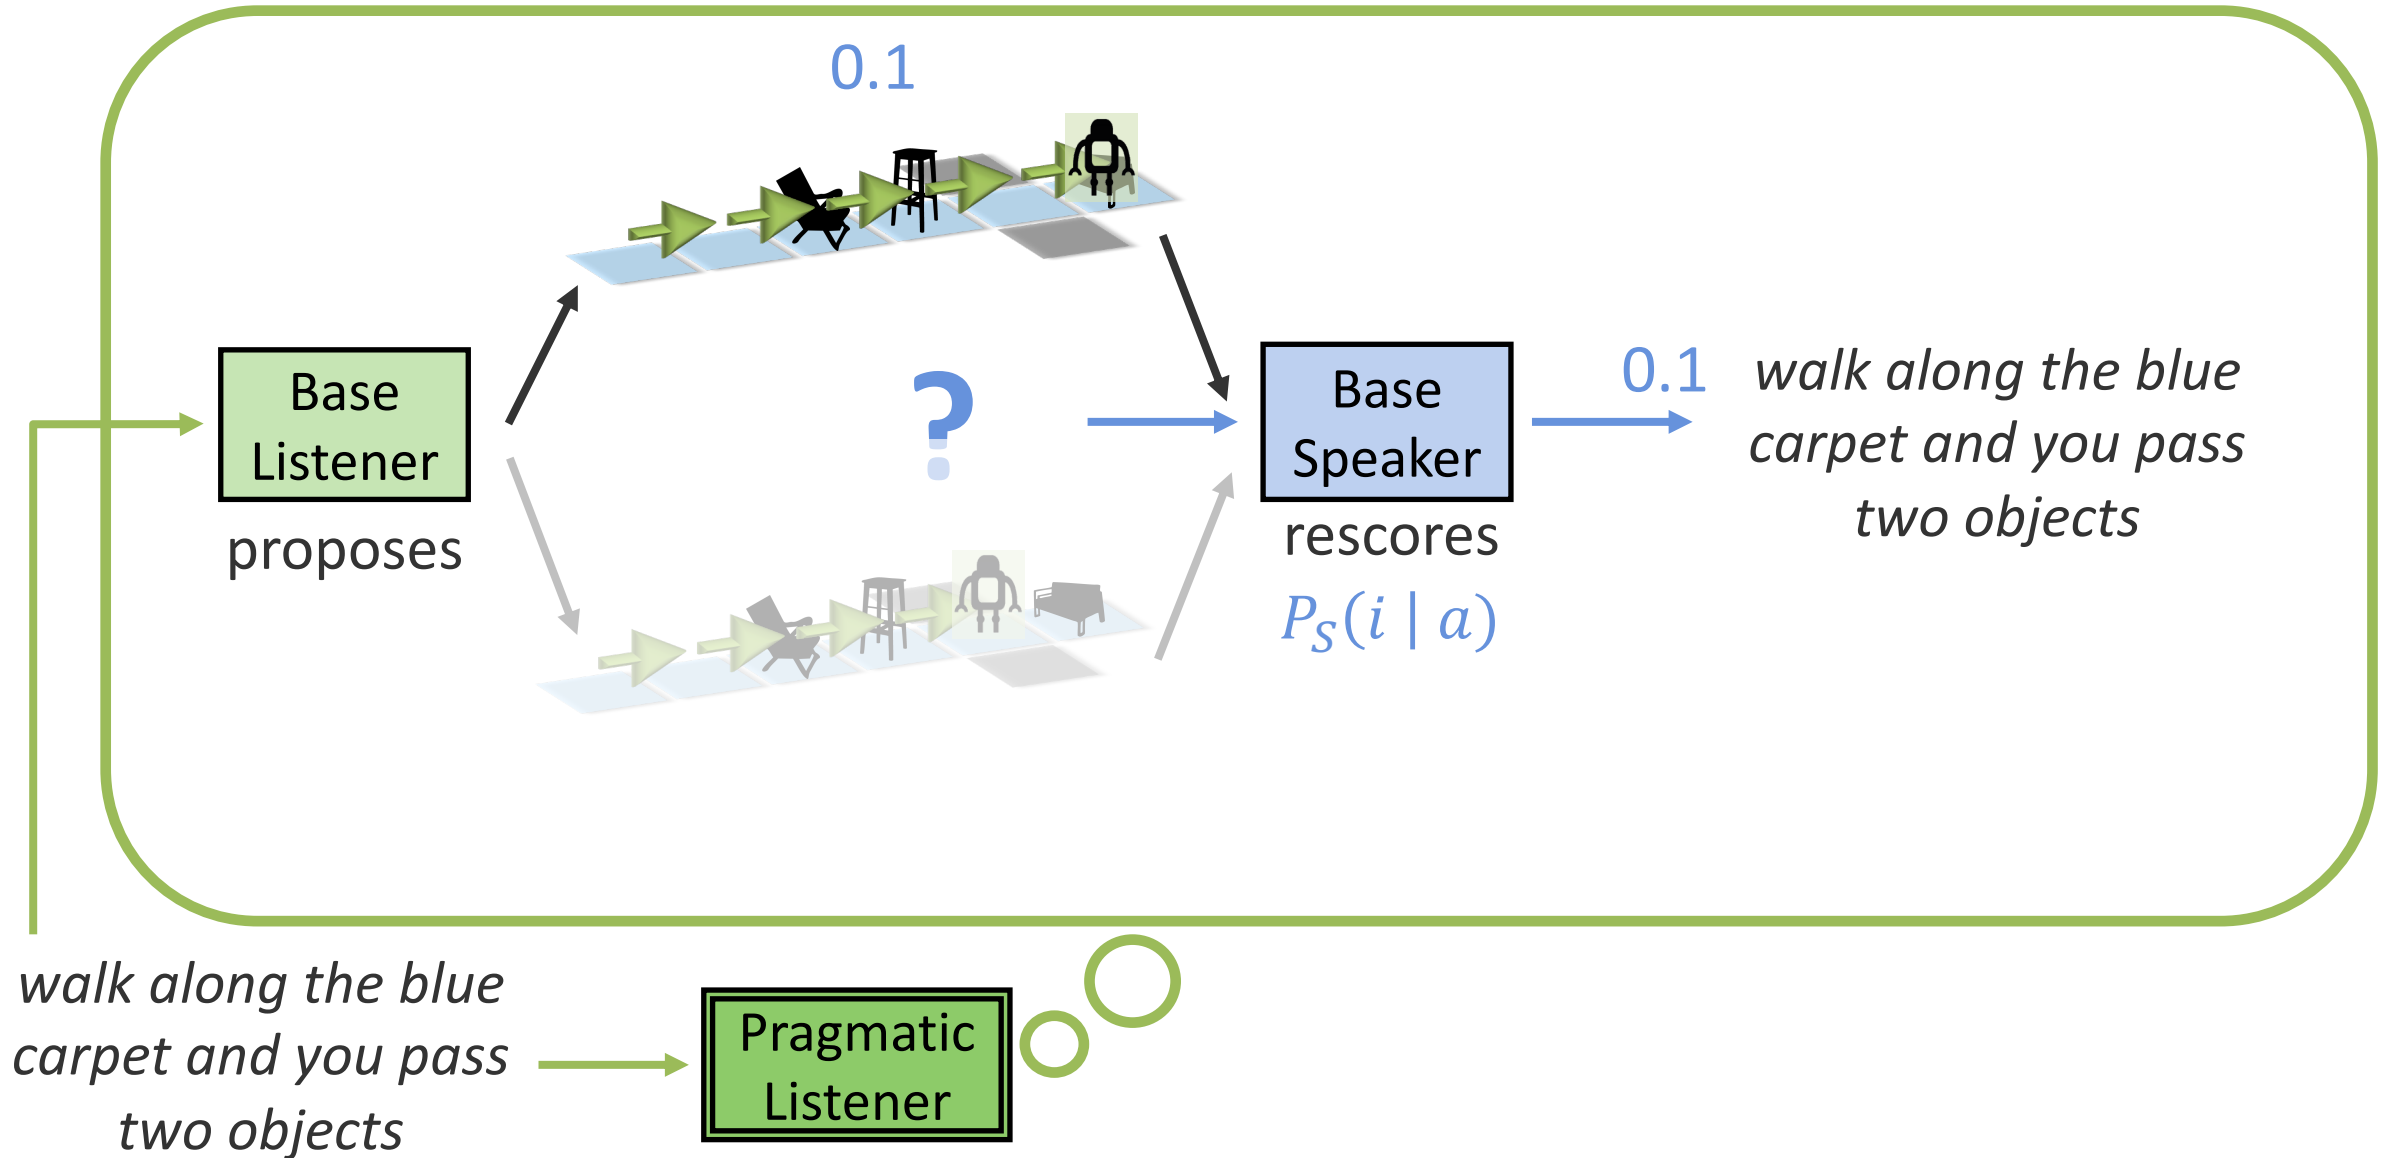 0.1
Base
Listener
proposes
?
Base
Speaker
rescores
P_S(i | a)
0.1
walk along the blue
carpet and you pass
two objects
walk along the blue
carpet and you pass
two objects
Pragmatic
Listener